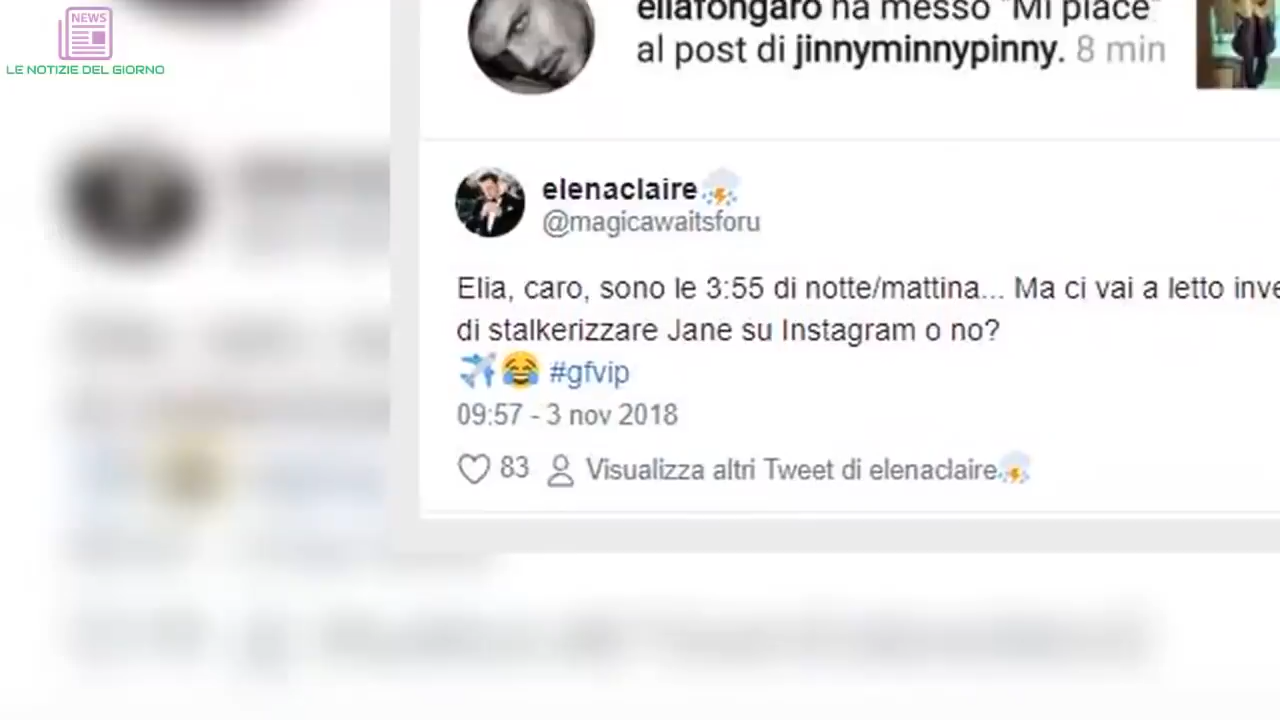 NEWS
LE NOTIZIE DEL GIORNO
eliafongaro ha messo "Mi piace"
al post di jinnyminnypinny. 8 min
elenaclaire🌩️
@magicawaitsforu
Elia, caro, sono le 3:55 di notte/mattina... Ma ci vai a letto inve
di stalkerizzare Jane su Instagram o no?
✈️😂 #gfvip
09:57 - 3 nov 2018
83 Visualizza altri Tweet di elenaclaire🌩️